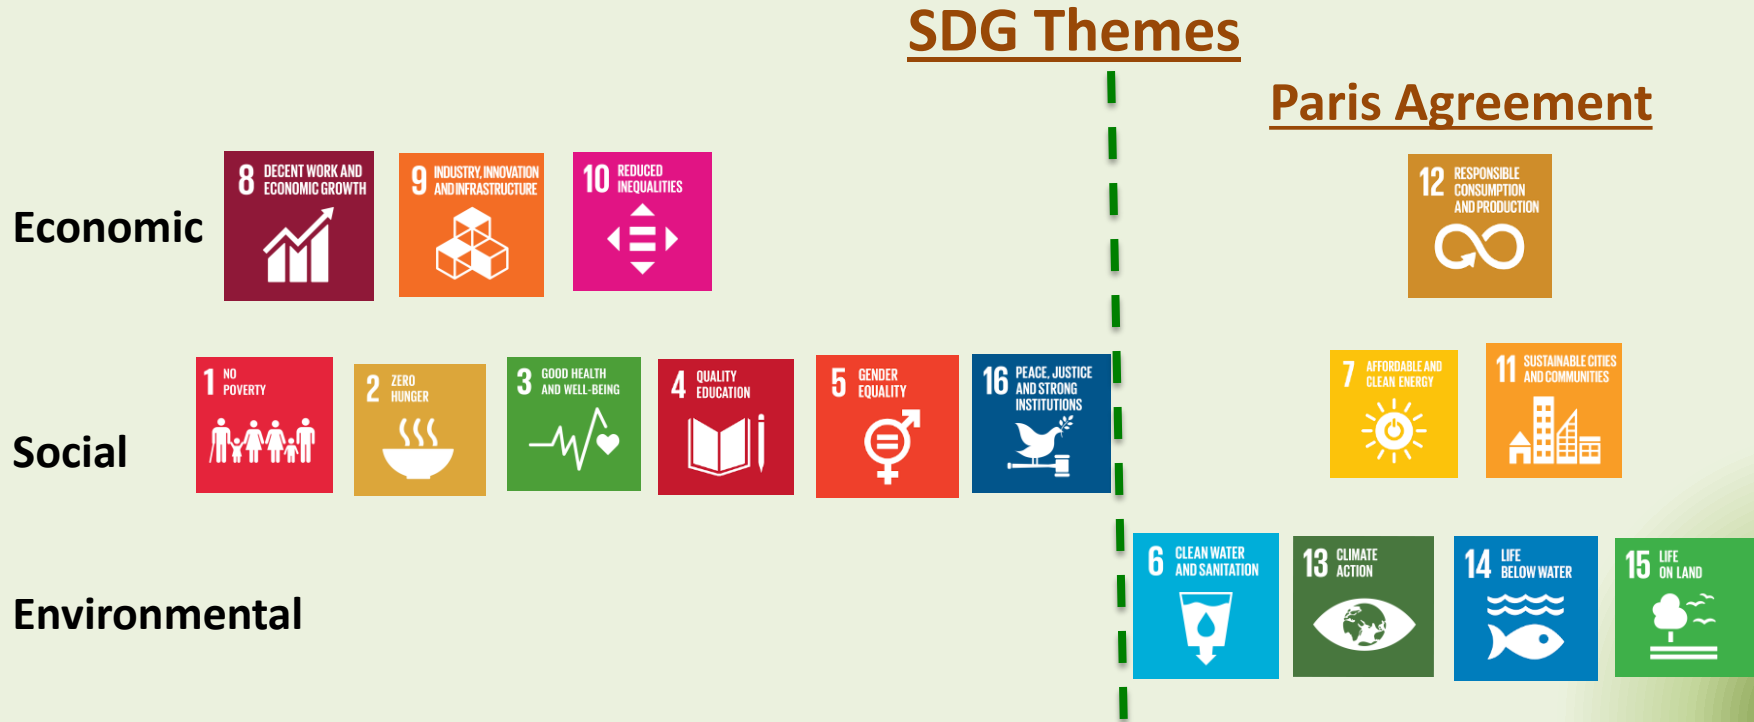 SDG Themes
Paris Agreement
Economic
8 DECENT WORK AND
ECONOMIC GROWTH
9 INDUSTRY, INNOVATION
AND INFRASTRUCTURE
10 REDUCED
INEQUALITIES
12 RESPONSIBLE
CONSUMPTION
AND PRODUCTION
Social
1 NO
POVERTY
2 ZERO
HUNGER
3 GOOD HEALTH
AND WELL-BEING
4 QUALITY
EDUCATION
5 GENDER
EQUALITY
16 PEACE, JUSTICE
AND STRONG
INSTITUTIONS
7 AFFORDABLE AND
CLEAN ENERGY
11 SUSTAINABLE CITIES
AND COMMUNITIES
Environmental
6 CLEAN WATER
AND SANITATION
13 CLIMATE
ACTION
14 LIFE
BELOW WATER
15 LIFE
ON LAND